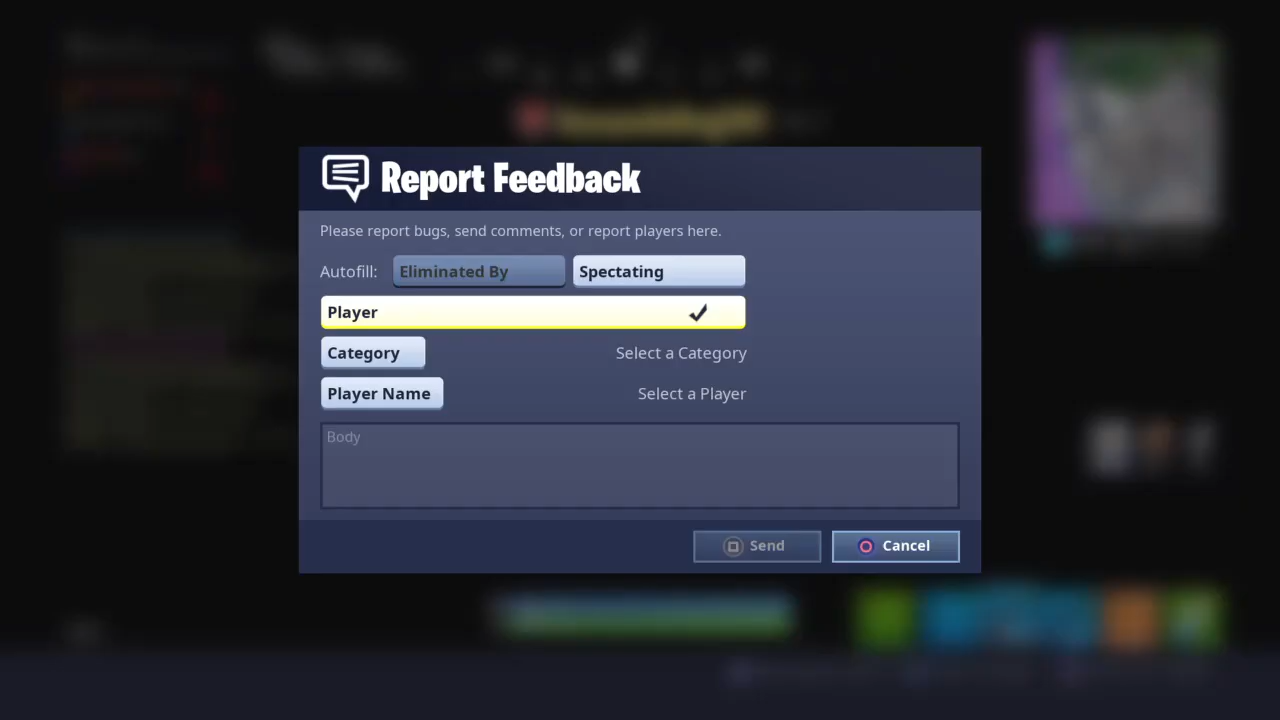 Report Feedback
Please report bugs, send comments, or report players here.
Autofill: Eliminated By Spectating
Player
Category Select a Category
Player Name Select a Player
Body
Send Cancel